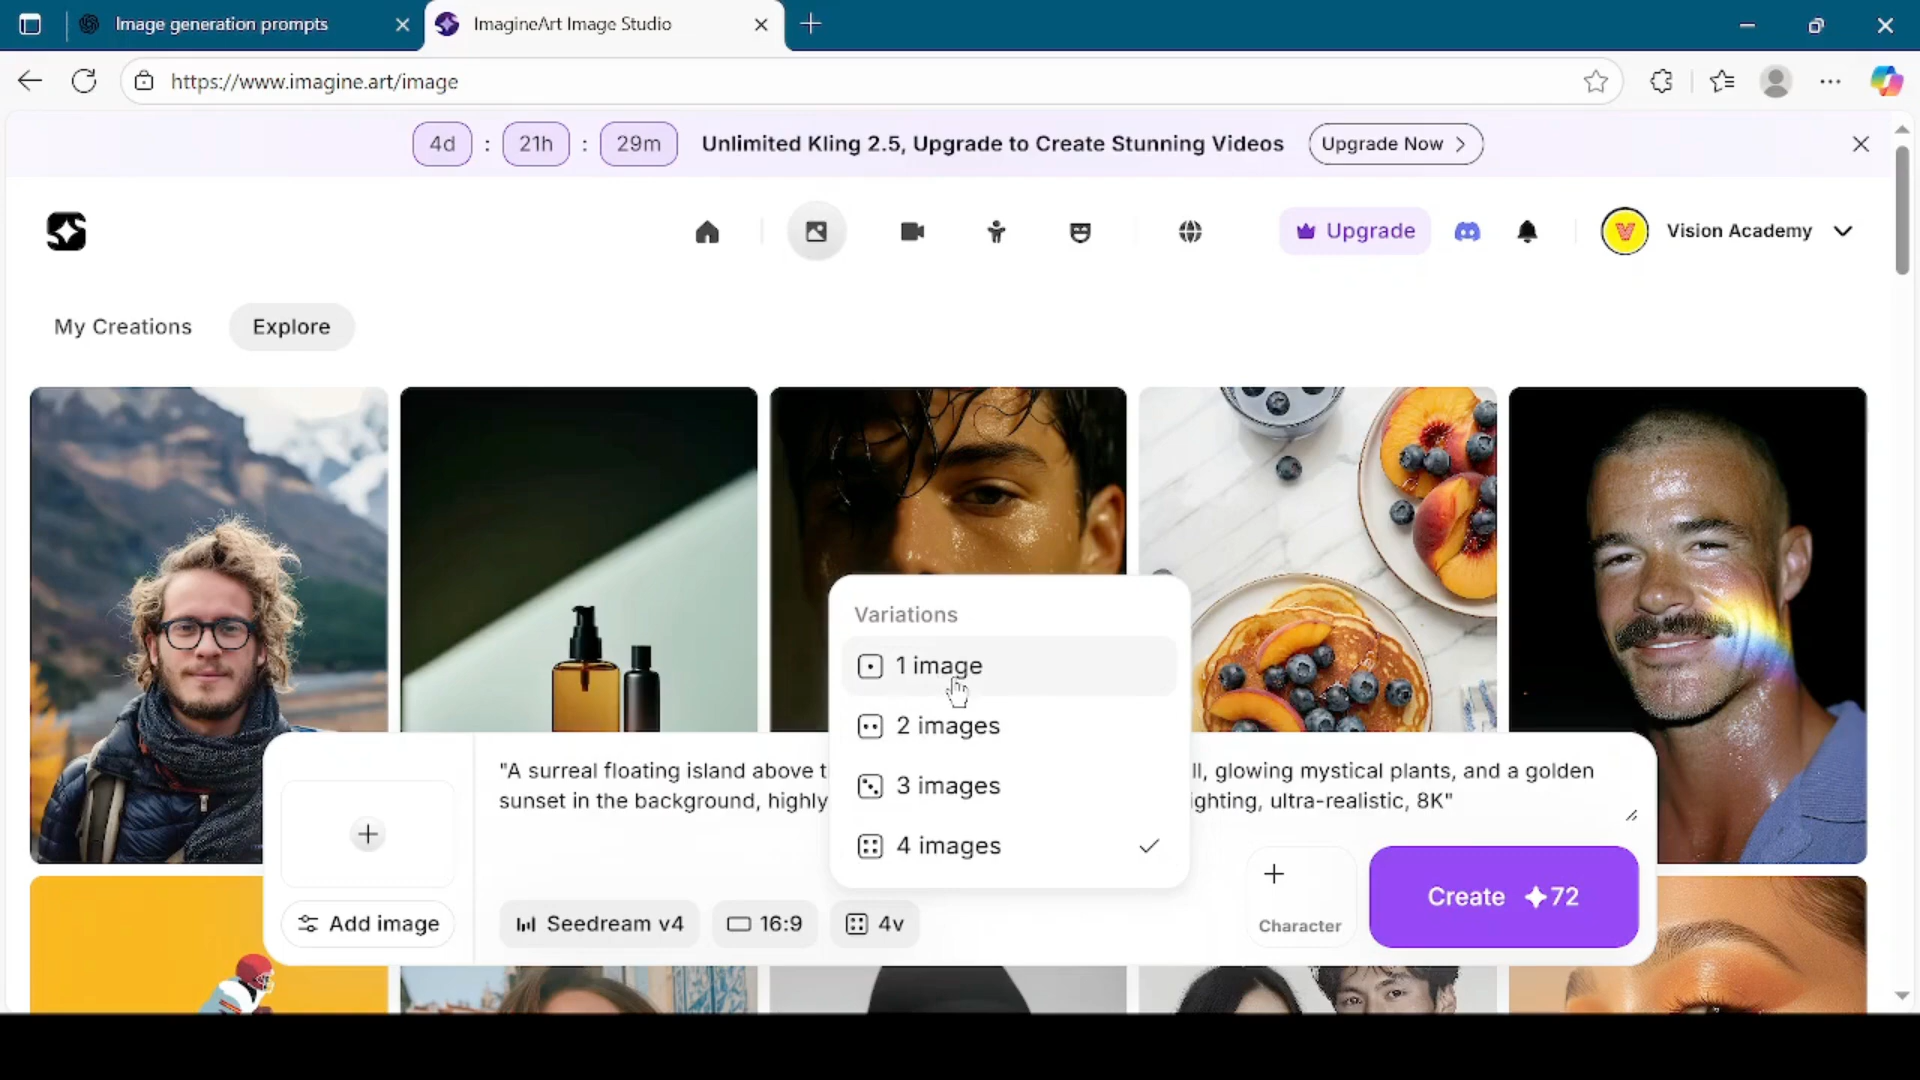 Image generation prompts
ImagineArt Image Studio
https://www.imagine.art/image
4d : 21h : 29m Unlimited Kling 2.5, Upgrade to Create Stunning Videos Upgrade Now >
Upgrade
Vision Academy
My Creations Explore
Variations
1 image
2 images
3 images
4 images
"A surreal floating island above t ll, glowing mystical plants, and a golden
sunset in the background, highly ighting, ultra-realistic, 8K"
Add image
Seedream v4 16:9 4v
Character
Create 72